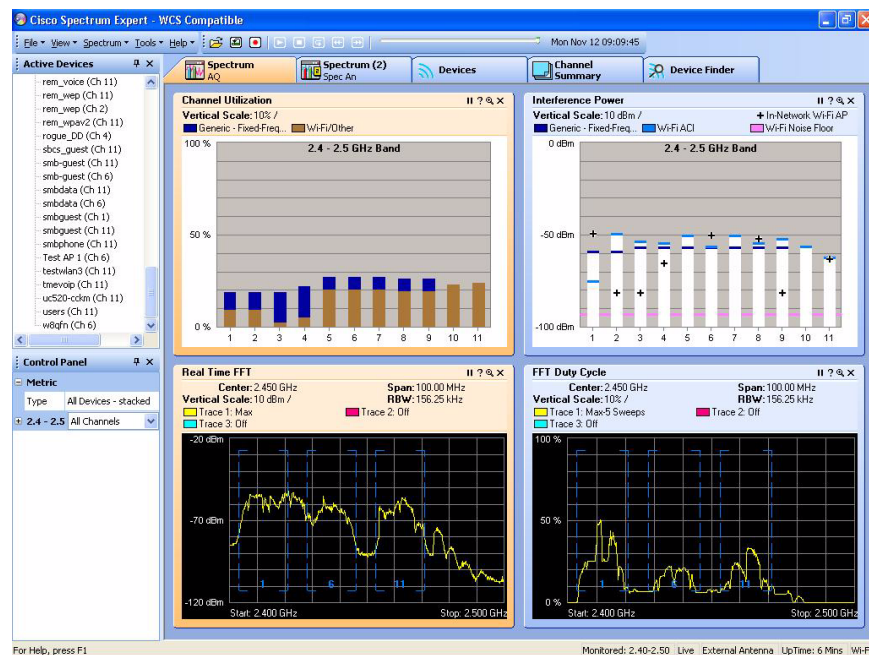 Cisco Spectrum Expert - WCS Compatible
File View Spectrum Tools Help Mon Nov 12 09:09:45
Active Devices
rem_voice (Ch 11)
rem_wep (Ch 11)
rem_wep (Ch 2)
rem_wpav2 (Ch 11)
rogue_DD (Ch 4)
sbcs_guest (Ch 11)
smb-guest (Ch 11)
smb-guest (Ch 6)
smbdata (Ch 11)
smbdata (Ch 6)
smbguest (Ch 1)
smbguest (Ch 11)
smbphone (Ch 11)
Test AP 1 (Ch 6)
testwlan3 (Ch 11)
tmevoip (Ch 11)
uc520-cckm (Ch 11)
users (Ch 11)
w8qfn (Ch 6)
Control Panel
Metric
Type All Devices - stacked
2.4 - 2.5 All Channels
Spectrum
AQ
Spectrum (2)
Spec An
Devices
Channel
Summary
Device Finder
Channel Utilization
Vertical Scale: 10% /
Generic - Fixed-Freq... Wi-Fi/Other
100 %
2.4 - 2.5 GHz Band
50 %
0 %
1 2 3 4 5 6 7 8 9 10 11
Interference Power
Vertical Scale: 10 dBm / In-Network Wi-Fi AP
Generic - Fixed-Freq... Wi-Fi ACI Wi-Fi Noise Floor
0 dBm
2.4 - 2.5 GHz Band
-50 dBm
-100 dBm
1 2 3 4 5 6 7 8 9 10 11
Real Time FFT
Center: 2.450 GHz Span: 100.00 MHz
Vertical Scale: 10 dBm / RBW: 156.25 kHz
Trace 1: Max Trace 2: Off
Trace 3: Off
-20 dBm
-70 dBm
-120 dBm
1 6 11
Start: 2.400 GHz Stop: 2.500 GHz
FFT Duty Cycle
Center: 2.450 GHz Span: 100.00 MHz
Vertical Scale: 10% / RBW: 156.25 kHz
Trace 1: Max-5 Sweeps Trace 2: Off
Trace 3: Off
100 %
50 %
0 %
1 6 11
Start: 2.400 GHz Stop: 2.500 GHz
For Help, press F1
Monitored: 2.40-2.50 Live External Antenna UpTime: 6 Mins Wi-F